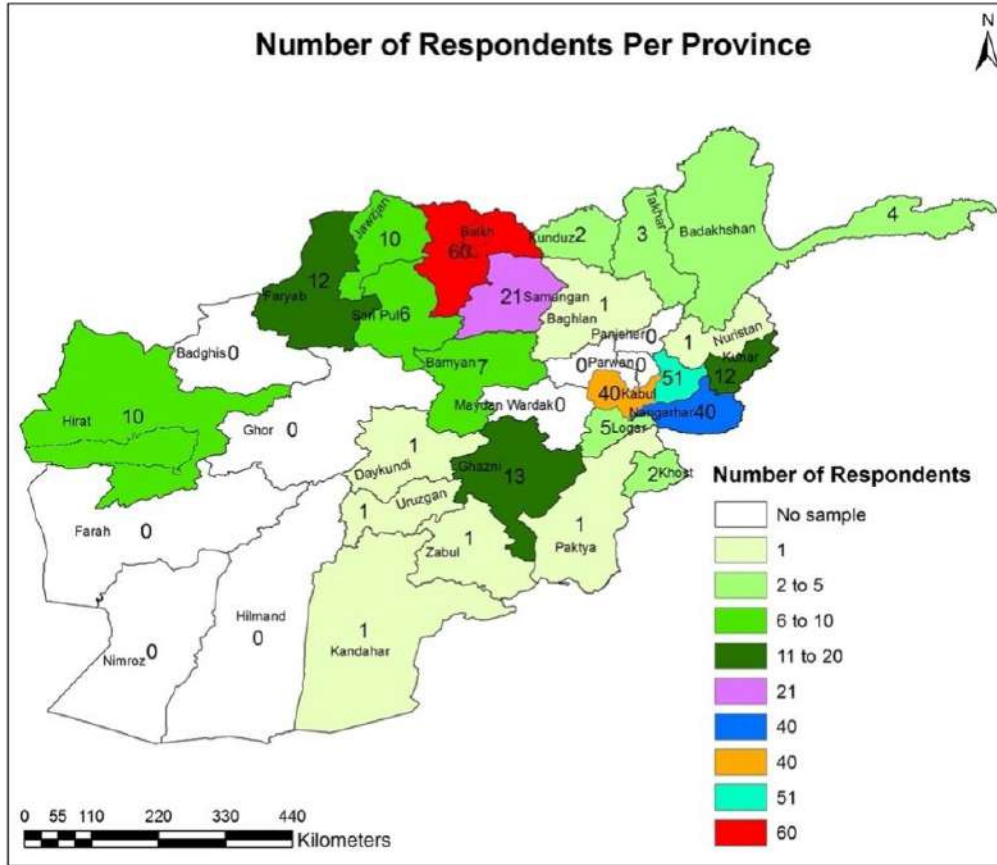 Number of Respondents Per Province
N
Jawzjan
10
Balkh
60
Kunduz 2
Takhar
3
Badakhshan
4
Faryab
12
Sari Pul 6
21 Samangan
Baghlan
1
Panjeher 0
Nuristan
1
Kunar
12
Badghis 0
Bamyan 7
0 Parwan 0
51
40 Kabul
Nangarhar 40
Hirat 10
Ghor 0
Maydan Wardak 0
5 Logar
Daykundi
1
Ghazni
13
2 Khost
Uruzgan
1
Farah 0
Zabul 1
1
Paktya
Hilmand
0
Nimroz 0
1
Kandahar
Number of Respondents
No sample
1
2 to 5
6 to 10
11 to 20
21
40
40
51
60
0 55 110 220 330 440
Kilometers